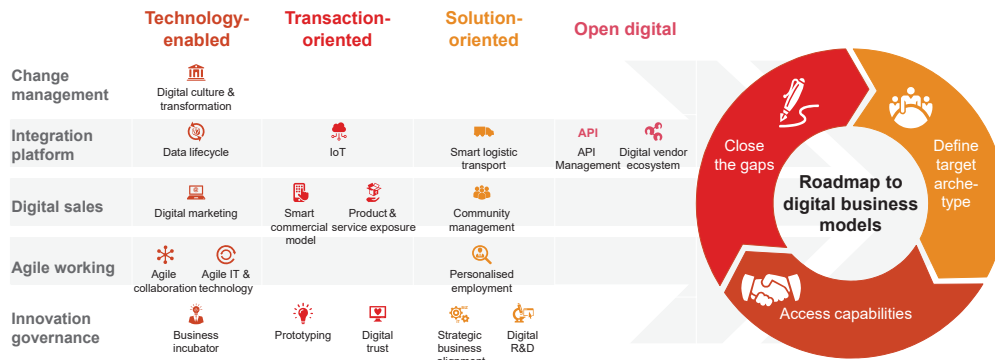 Technology-
enabled
Transaction-
oriented
Solution-
oriented
Open digital
Change
management
Digital culture &
transformation
Integration
platform
Data lifecycle
IoT
Smart logistic
transport
API
API
Management
Digital vendor
ecosystem
Digital sales
Digital marketing
Smart
commercial
model
Product &
service exposure
Community
management
Agile working
Agile
collaboration
Agile IT &
technology
Personalised
employment
Innovation
governance
Business
incubator
Prototyping
Digital
trust
Strategic
business
alignment
Digital
R&D
Close
the gaps
Define
target
arche-
type
Roadmap to
digital business
models
Access capabilities